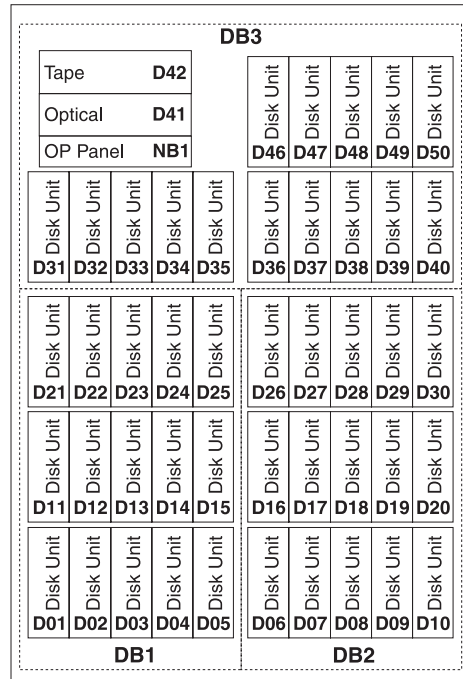 DB3
Tape D42
Optical D41
OP Panel NB1
Disk Unit Disk Unit Disk Unit Disk Unit Disk Unit
D46 D47 D48 D49 D50
Disk Unit Disk Unit Disk Unit Disk Unit Disk Unit Disk Unit Disk Unit Disk Unit Disk Unit Disk Unit
D31 D32 D33 D34 D35 D36 D37 D38 D39 D40
Disk Unit Disk Unit Disk Unit Disk Unit Disk Unit Disk Unit Disk Unit Disk Unit Disk Unit Disk Unit
D21 D22 D23 D24 D25 D26 D27 D28 D29 D30
Disk Unit Disk Unit Disk Unit Disk Unit Disk Unit Disk Unit Disk Unit Disk Unit Disk Unit Disk Unit
D11 D12 D13 D14 D15 D16 D17 D18 D19 D20
Disk Unit Disk Unit Disk Unit Disk Unit Disk Unit Disk Unit Disk Unit Disk Unit Disk Unit Disk Unit
D01 D02 D03 D04 D05 D06 D07 D08 D09 D10
DB1 DB2